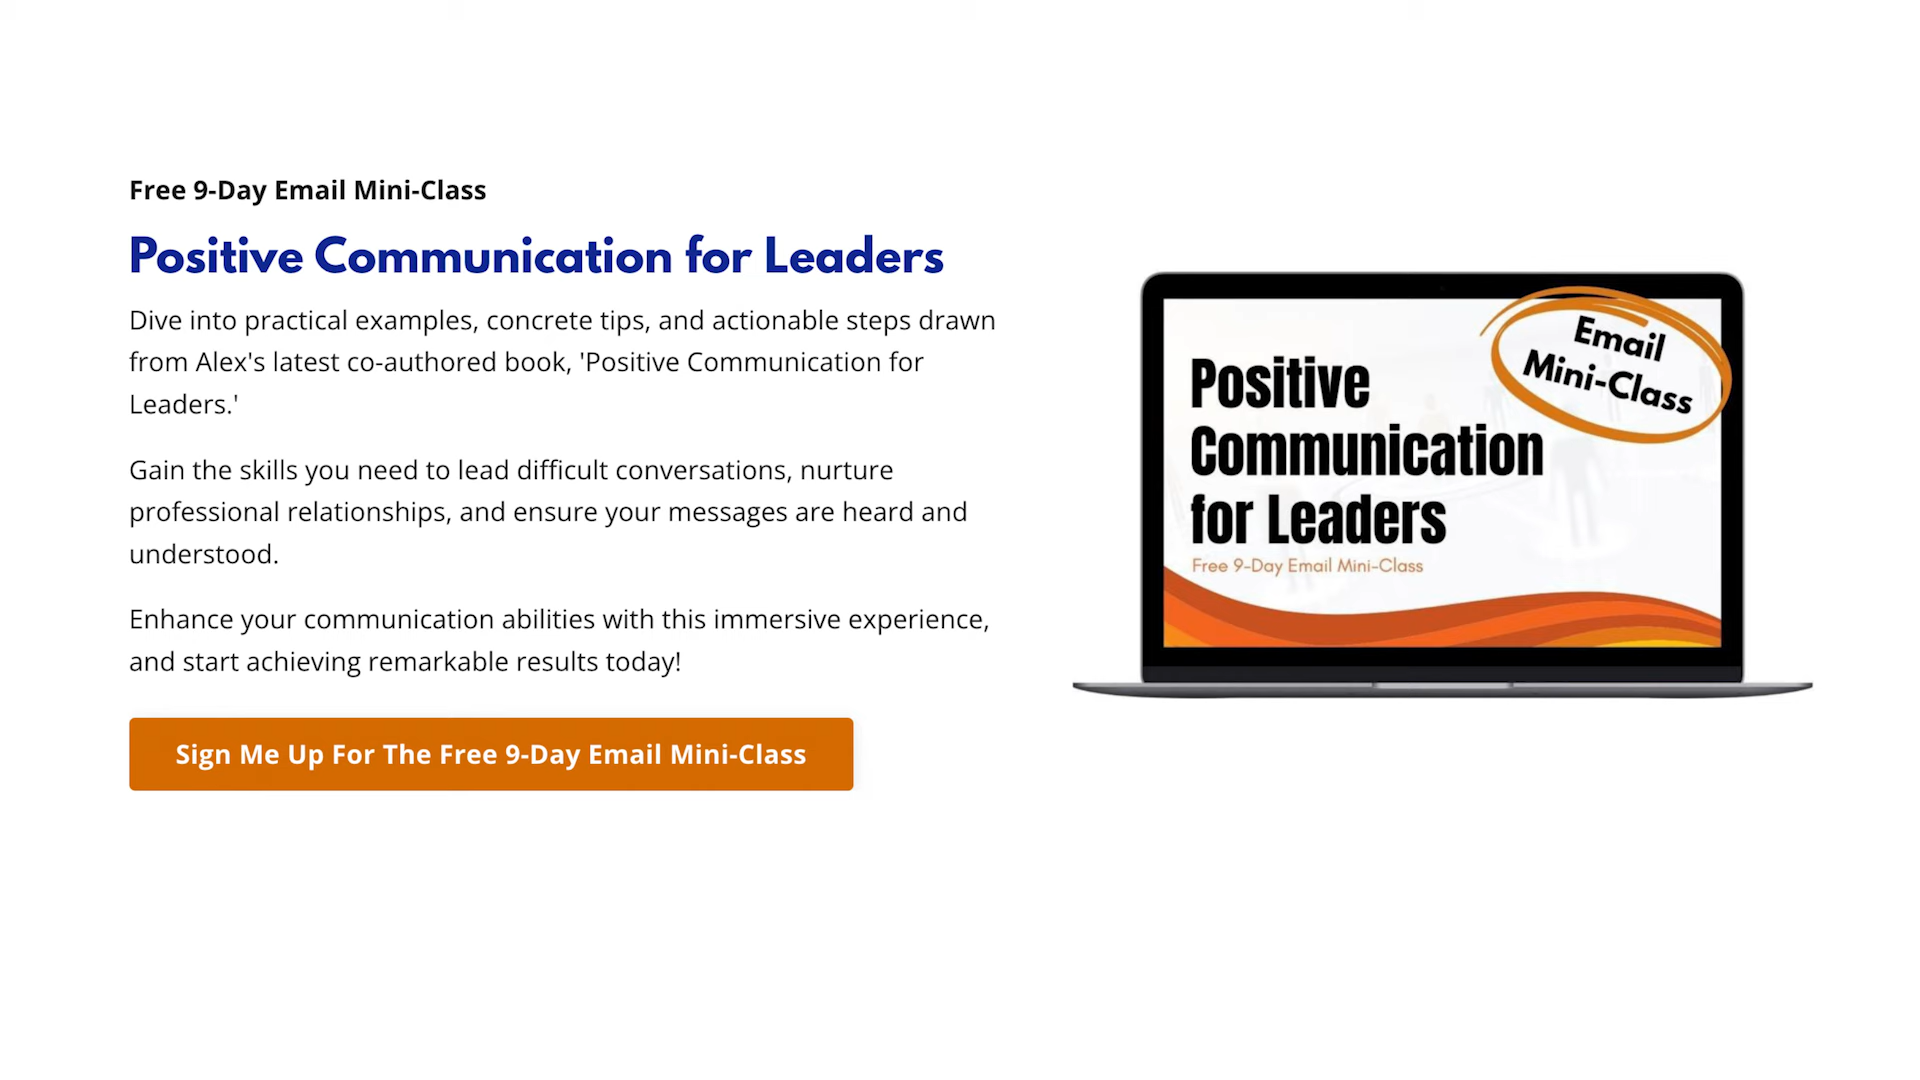 Free 9-Day Email Mini-Class
Positive Communication for Leaders
Dive into practical examples, concrete tips, and actionable steps drawn
from Alex's latest co-authored book, 'Positive Communication for
Leaders.'
Gain the skills you need to lead difficult conversations, nurture
professional relationships, and ensure your messages are heard and
understood.
Enhance your communication abilities with this immersive experience,
and start achieving remarkable results today!
Sign Me Up For The Free 9-Day Email Mini-Class
Email
Mini-Class
Positive
Communication
for Leaders
Free 9-Day Email Mini-Class